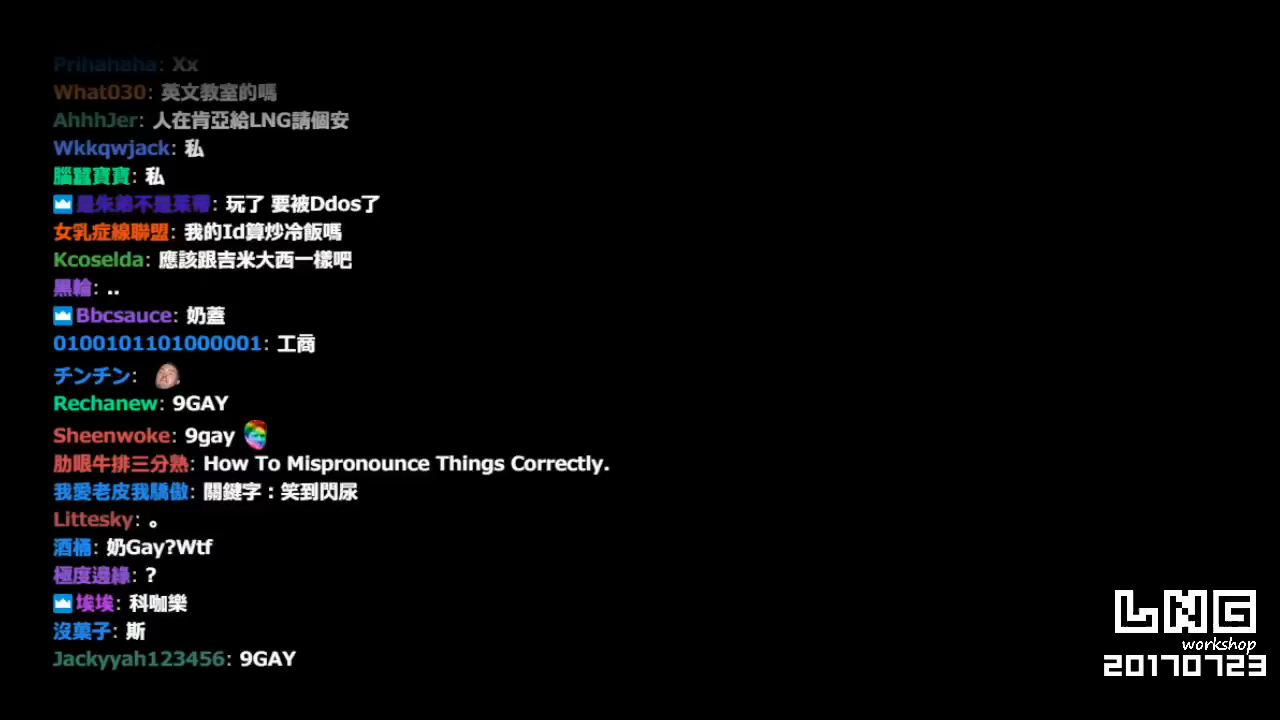 Prihahaha: Xx
What030: 英文教室的嗎
AhhhJer: 人在肯亞給LNG請個安
Wkkqwjack: 私
腦蠶寶寶: 私
是朱弟不是茱蒂: 玩了 要被Ddos了
女乳症線聯盟: 我的Id算炒冷飯嗎
Kcoselda: 應該跟吉米大西一樣吧
黑輪: ..
Bbcsauce: 奶蓋
0100101101000001: 工商
チンチン:
Rechanew: 9GAY
Sheenwoke: 9gay
肋眼牛排三分熟: How To Mispronounce Things Correctly.
我愛老皮我驕傲: 關鍵字：笑到閃尿
Littesky: 。
酒桶: 奶Gay?Wtf
極度邊緣: ?
埃埃: 科咖樂
沒菓子: 斯
Jackyyah123456: 9GAY
LNG
workshop
20170723